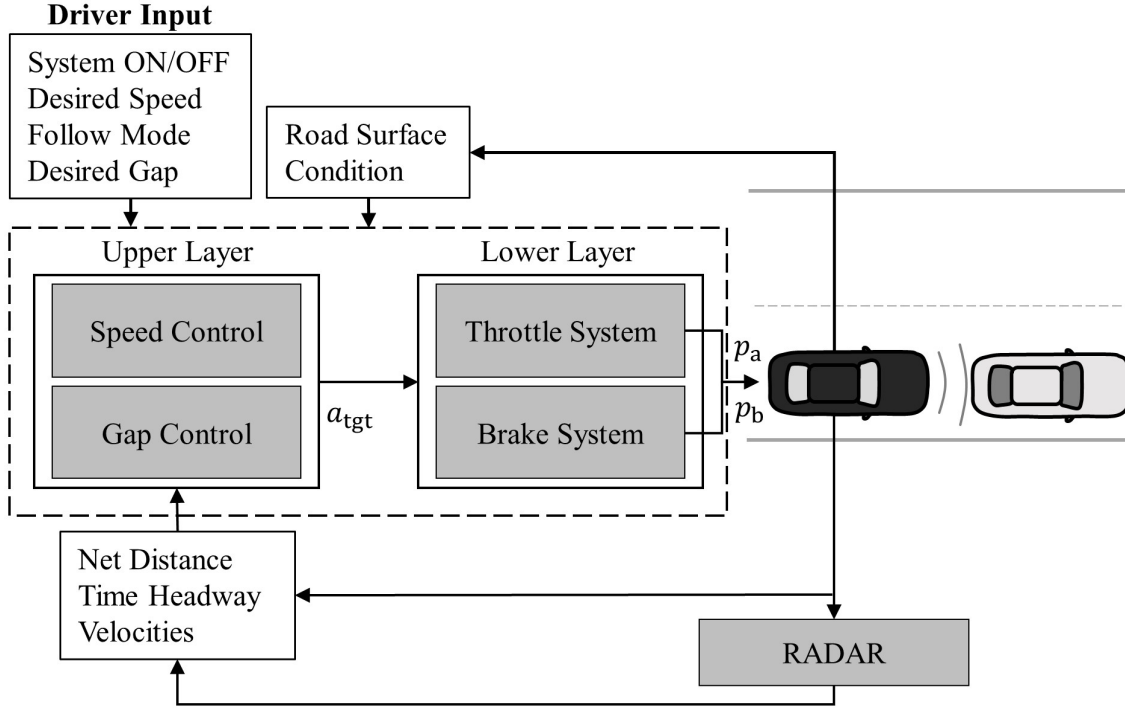 Driver Input
System ON/OFF
Desired Speed
Follow Mode
Desired Gap
Road Surface
Condition
Upper Layer
Speed Control
Gap Control
a_tgt
Lower Layer
Throttle System
Brake System
p_a
p_b
Net Distance
Time Headway
Velocities
RADAR